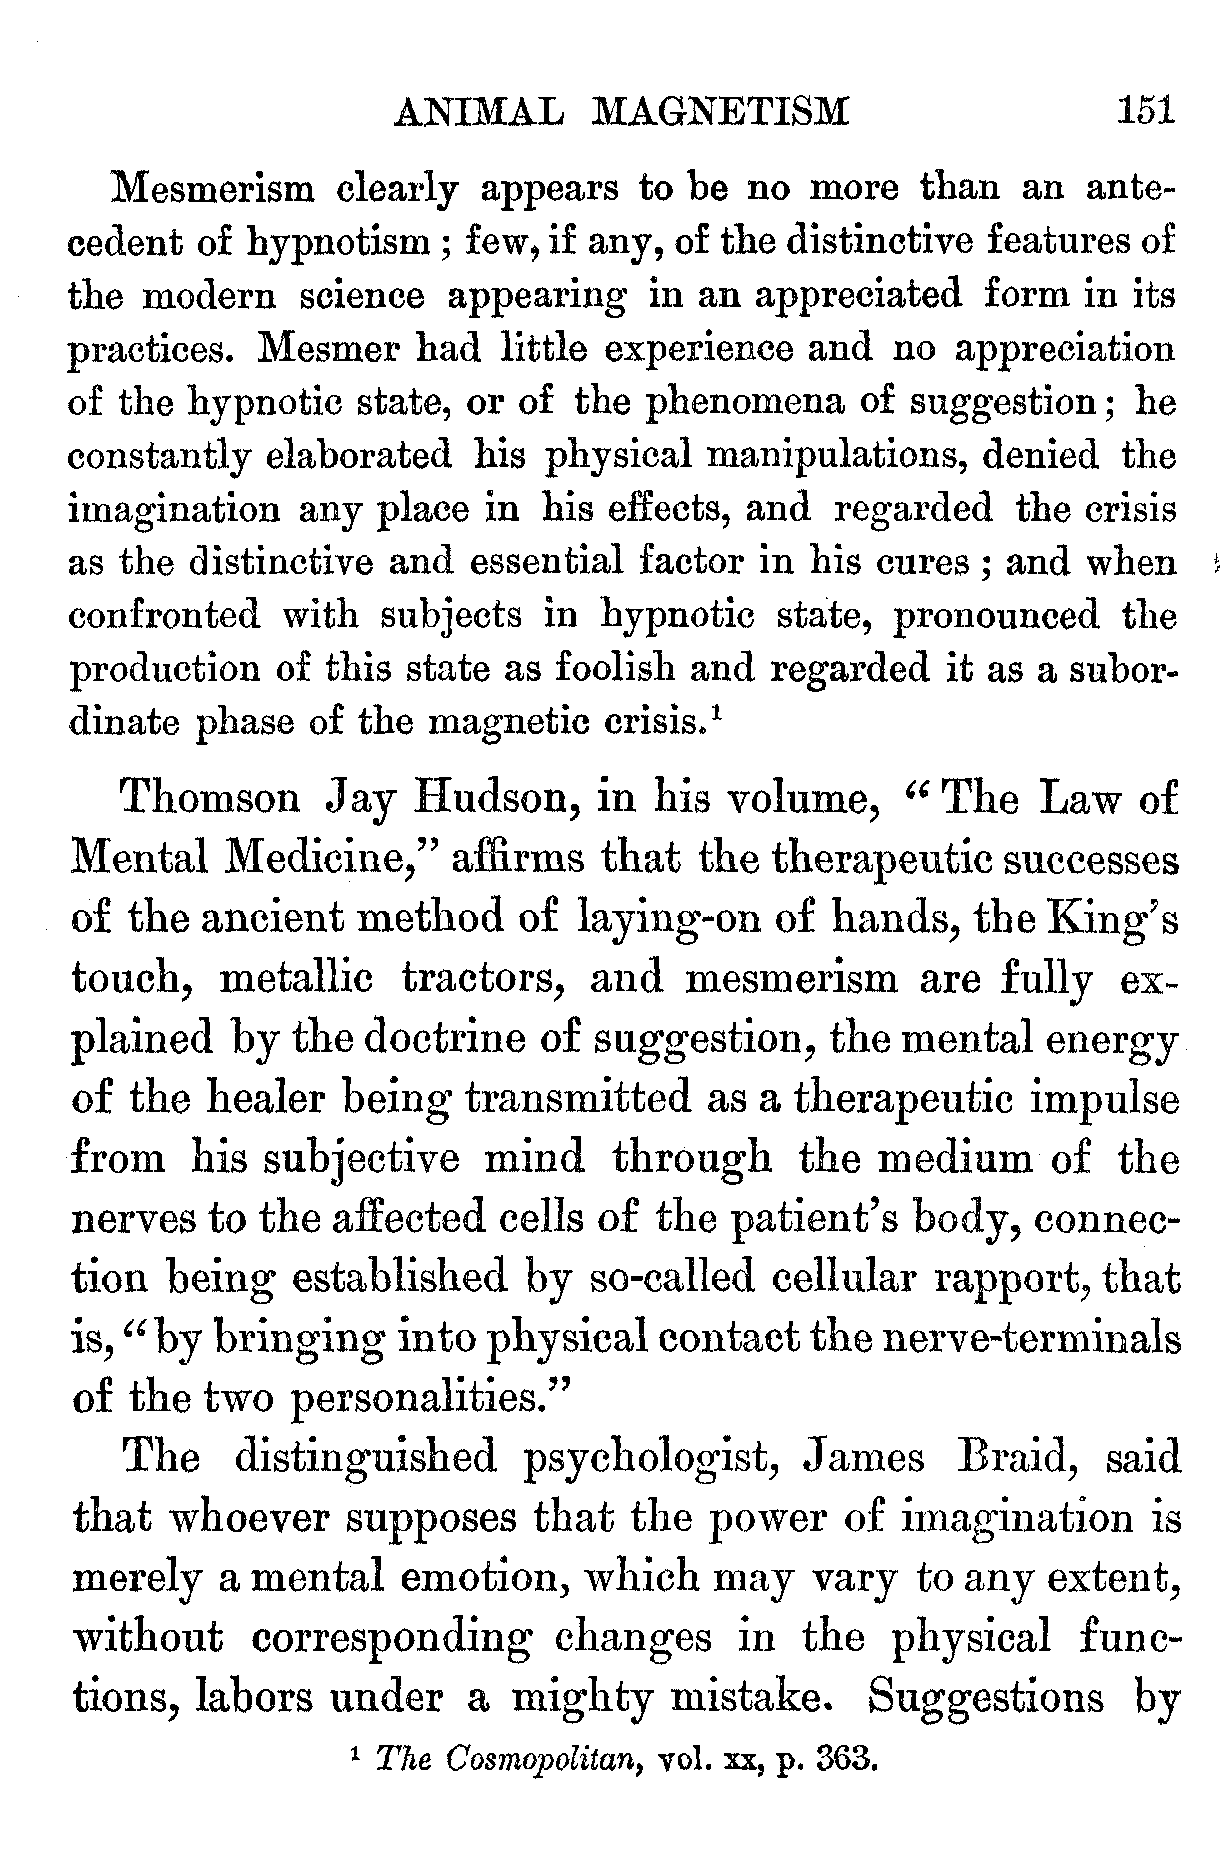 ANIMAL MAGNETISM 151
Mesmerism clearly appears to be no more than an ante-
cedent of hypnotism ; few, if any, of the distinctive features of
the modern science appearing in an appreciated form in its
practices. Mesmer had little experience and no appreciation
of the hypnotic state, or of the phenomena of suggestion ; he
constantly elaborated his physical manipulations, denied the
imagination any place in his effects, and regarded the crisis
as the distinctive and essential factor in his cures ; and when
confronted with subjects in hypnotic state, pronounced the
production of this state as foolish and regarded it as a subor-
dinate phase of the magnetic crisis.¹
Thomson Jay Hudson, in his volume, “ The Law of
Mental Medicine,” affirms that the therapeutic successes
of the ancient method of laying-on of hands, the King’s
touch, metallic tractors, and mesmerism are fully ex-
plained by the doctrine of suggestion, the mental energy
of the healer being transmitted as a therapeutic impulse
from his subjective mind through the medium of the
nerves to the affected cells of the patient’s body, connec-
tion being established by so-called cellular rapport, that
is, “ by bringing into physical contact the nerve-terminals
of the two personalities.”
The distinguished psychologist, James Braid, said
that whoever supposes that the power of imagination is
merely a mental emotion, which may vary to any extent,
without corresponding changes in the physical func-
tions, labors under a mighty mistake. Suggestions by
¹ The Cosmopolitan, vol. xx, p. 363.